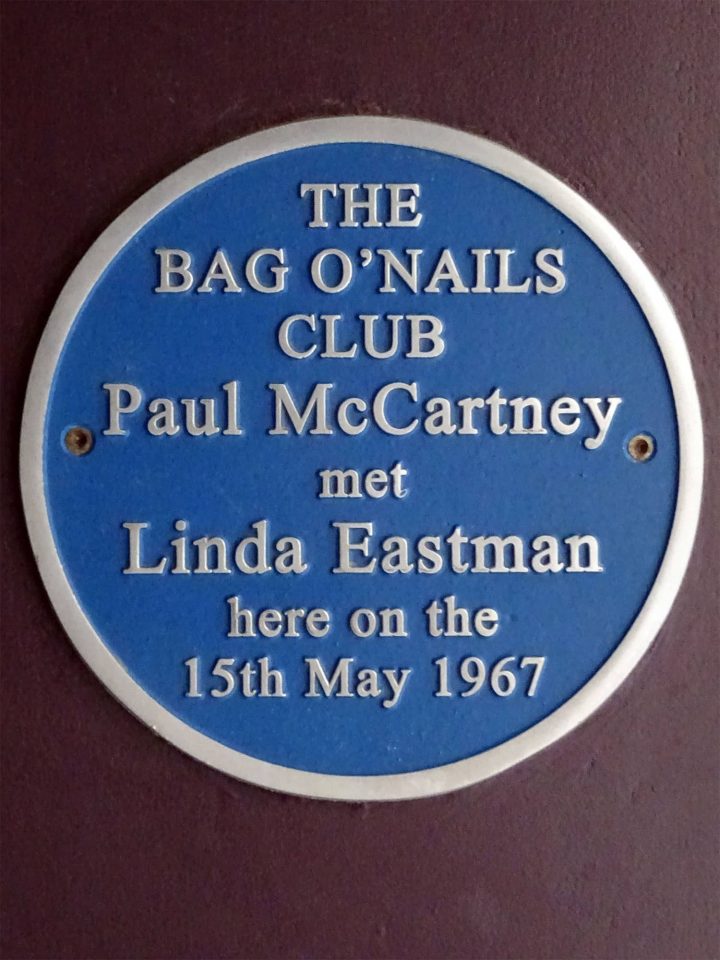 THE
BAG O’NAILS
CLUB
Paul McCartney
met
Linda Eastman
here on the
15th May 1967